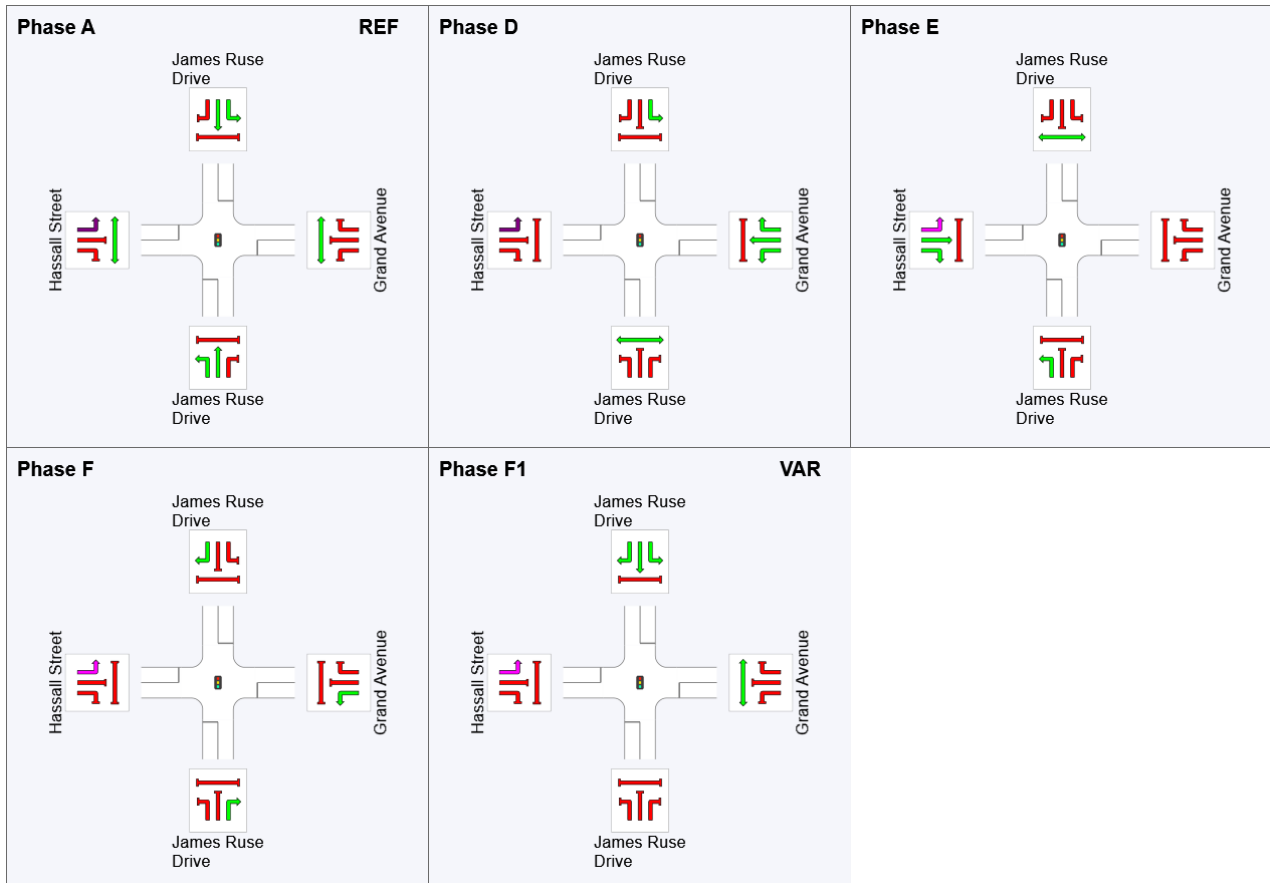 Phase A REF
James Ruse
Drive
Hassall Street
Grand Avenue
James Ruse
Drive
Phase D
James Ruse
Drive
Hassall Street
Grand Avenue
James Ruse
Drive
Phase E
James Ruse
Drive
Hassall Street
Grand Avenue
James Ruse
Drive
Phase F
James Ruse
Drive
Hassall Street
Grand Avenue
James Ruse
Drive
Phase F1 VAR
James Ruse
Drive
Hassall Street
Grand Avenue
James Ruse
Drive